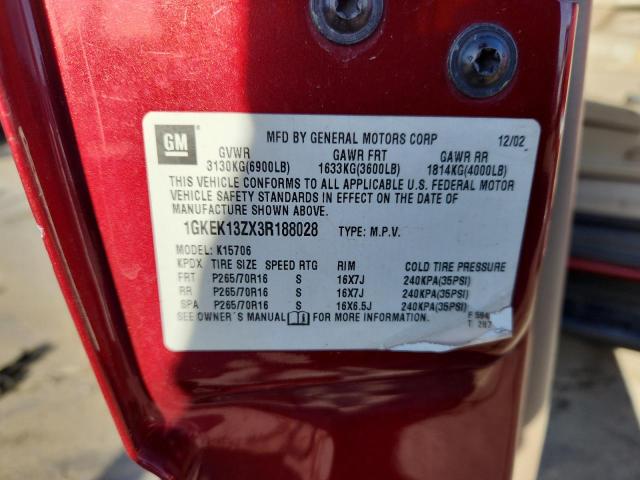 GM
MFD BY GENERAL MOTORS CORP 12/02
GVWR GAWR FRT GAWR RR
3130KG(6900LB) 1633KG(3600LB) 1814KG(4000LB)
THIS VEHICLE CONFORMS TO ALL APPLICABLE U.S. FEDERAL MOTOR
VEHICLE SAFETY STANDARDS IN EFFECT ON THE DATE OF
MANUFACTURE SHOWN ABOVE.
1GKEK13ZX3R188028 TYPE: M.P.V.
MODEL: K15706
KPDX TIRE SIZE SPEED RTG RIM COLD TIRE PRESSURE
FRT P265/70R16 S 16X7J 240KPA(35PSI)
RR P265/70R16 S 16X7J 240KPA(35PSI)
SPA P265/70R16 S 16X6.5J 240KPA(35PSI)
SEE OWNER'S MANUAL FOR MORE INFORMATION.
F 594
T 287